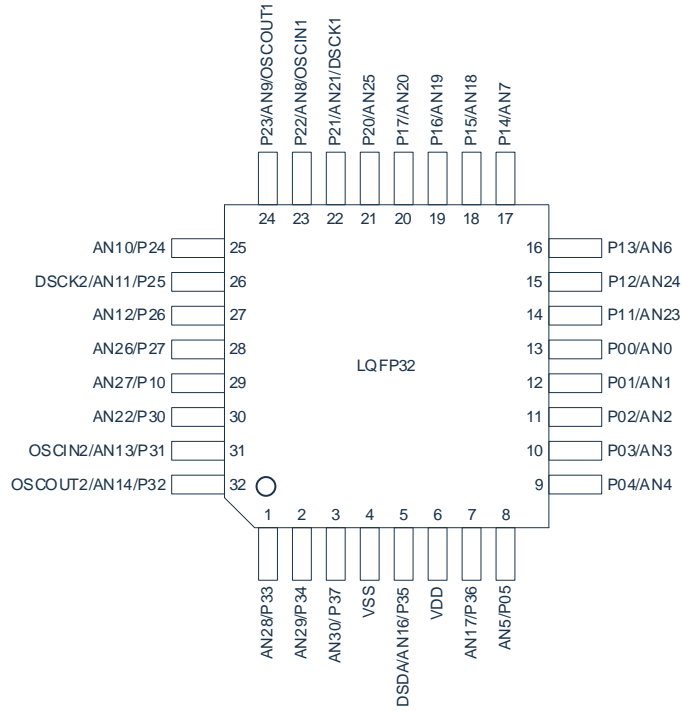 P23/AN9/OSCOUT1
P22/AN8/OSCIN1
P21/AN21/DSCK1
P20/AN25
P17/AN20
P16/AN19
P15/AN18
P14/AN7
24 23 22 21 20 19 18 17
AN10/P24 25
16 P13/AN6
DSCK2/AN11/P25 26
15 P12/AN24
AN12/P26 27
14 P11/AN23
AN26/P27 28
13 P00/AN0
LQFP32
AN27/P10 29
12 P01/AN1
AN22/P30 30
11 P02/AN2
OSCIN2/AN13/P31 31
10 P03/AN3
OSCOUT2/AN14/P32 32
9 P04/AN4
1 2 3 4 5 6 7 8
AN28/P33
AN29/P34
AN30/P37
VSS
DSDA/AN16/P35
VDD
AN17/P36
AN5/P05